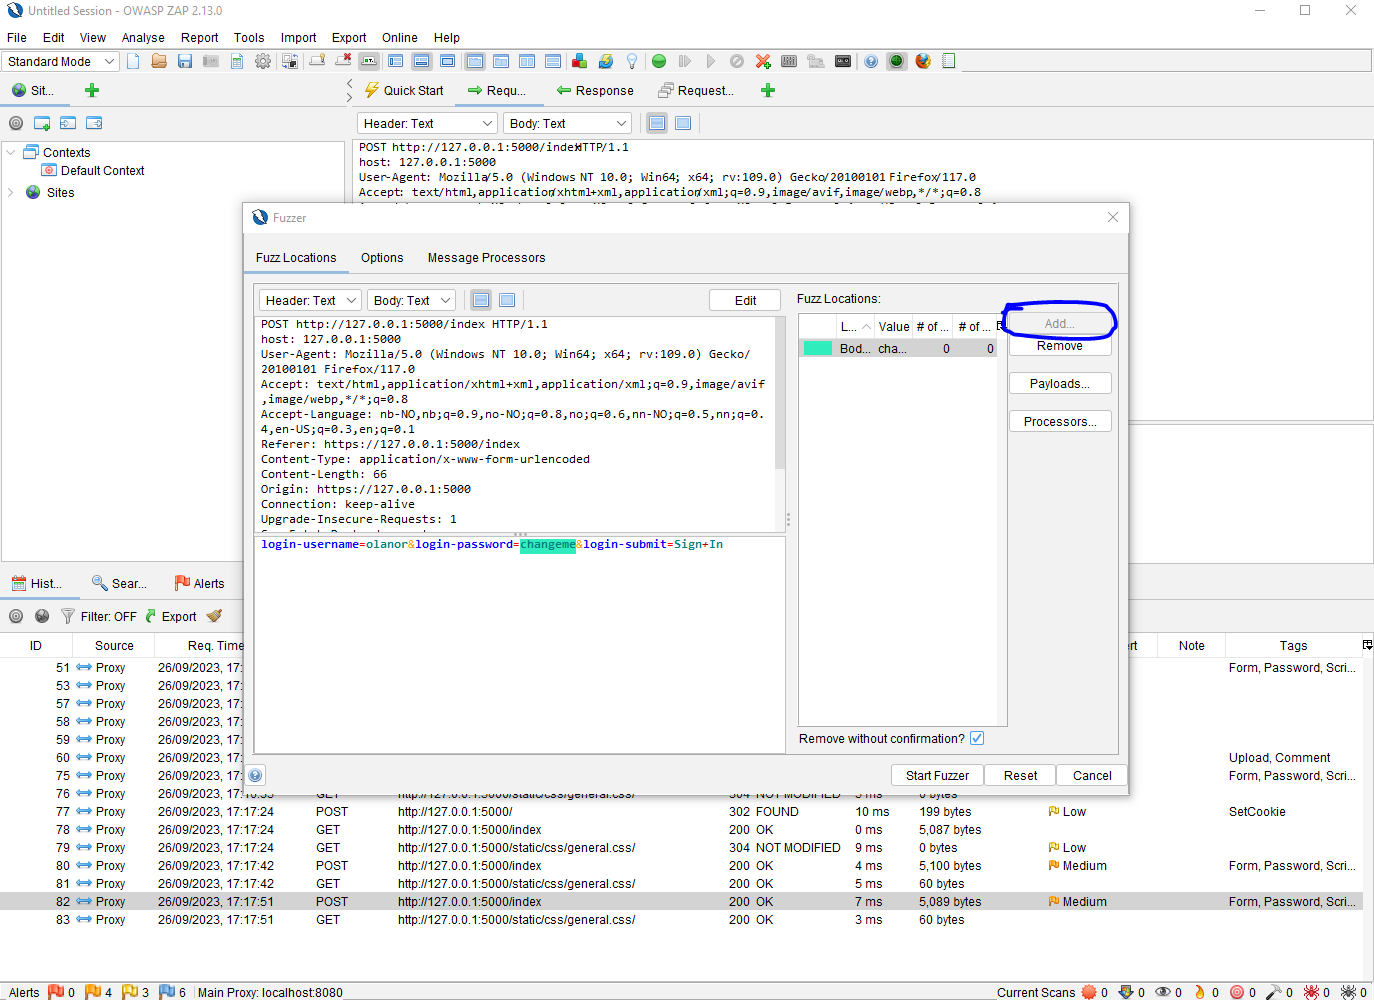 Untitled Session - OWASP ZAP 2.13.0
File Edit View Analyse Report Tools Import Export Online Help
Standard Mode
Sit... Quick Start Requ... Response Request...
Header: Text Body: Text
Contexts
Default Context
Sites
POST http://127.0.0.1:5000/index HTTP/1.1
host: 127.0.0.1:5000
User-Agent: Mozilla/5.0 (Windows NT 10.0; Win64; x64; rv:109.0) Gecko/20100101 Firefox/117.0
Accept: text/html,application/xhtml+xml,application/xml;q=0.9,image/avif,image/webp,*/*;q=0.8
Fuzzer
Fuzz Locations Options Message Processors
Header: Text Body: Text Edit
POST http://127.0.0.1:5000/index HTTP/1.1
host: 127.0.0.1:5000
User-Agent: Mozilla/5.0 (Windows NT 10.0; Win64; x64; rv:109.0) Gecko/
20100101 Firefox/117.0
Accept: text/html,application/xhtml+xml,application/xml;q=0.9,image/avif
,image/webp,*/*;q=0.8
Accept-Language: nb-NO,nb;q=0.9,no-NO;q=0.8,no;q=0.6,nn-NO;q=0.5,nn;q=0.
4,en-US;q=0.3,en;q=0.1
Referer: https://127.0.0.1:5000/index
Content-Type: application/x-www-form-urlencoded
Content-Length: 66
Origin: https://127.0.0.1:5000
Connection: keep-alive
Upgrade-Insecure-Requests: 1
login-username=olanor&login-password=changeme&login-submit=Sign+In
Fuzz Locations:
L... Value # of ... # of ...
Bod... cha... 0 0
Add...
Remove
Payloads...
Processors...
Remove without confirmation?
Start Fuzzer Reset Cancel
Hist... Sear... Alerts
Filter: OFF Export
ID Source Req. Time rt Note Tags
51 Proxy 26/09/2023, 17: Form, Password, Scri...
53 Proxy 26/09/2023, 17:
57 Proxy 26/09/2023, 17:
58 Proxy 26/09/2023, 17:
59 Proxy 26/09/2023, 17:
60 Proxy 26/09/2023, 17: Upload, Comment
75 Proxy 26/09/2023, 17: Form, Password, Scri...
76 Proxy 26/09/2023, 17:16:33 GET http://127.0.0.1:5000/static/css/general.css/ 304 NOT MODIFIED 5 ms 0 bytes
77 Proxy 26/09/2023, 17:17:24 POST http://127.0.0.1:5000/ 302 FOUND 10 ms 199 bytes Low SetCookie
78 Proxy 26/09/2023, 17:17:24 GET http://127.0.0.1:5000/index 200 OK 0 ms 5,087 bytes
79 Proxy 26/09/2023, 17:17:24 GET http://127.0.0.1:5000/static/css/general.css/ 304 NOT MODIFIED 9 ms 0 bytes Low
80 Proxy 26/09/2023, 17:17:42 POST http://127.0.0.1:5000/index 200 OK 4 ms 5,100 bytes Medium Form, Password, Scri...
81 Proxy 26/09/2023, 17:17:42 GET http://127.0.0.1:5000/static/css/general.css/ 200 OK 5 ms 60 bytes
82 Proxy 26/09/2023, 17:17:51 POST http://127.0.0.1:5000/index 200 OK 7 ms 5,089 bytes Medium Form, Password, Scri...
83 Proxy 26/09/2023, 17:17:51 GET http://127.0.0.1:5000/static/css/general.css/ 200 OK 3 ms 60 bytes
Alerts 0 4 3 6 Main Proxy: localhost:8080 Current Scans 0 0 0 0 0 0 0 0